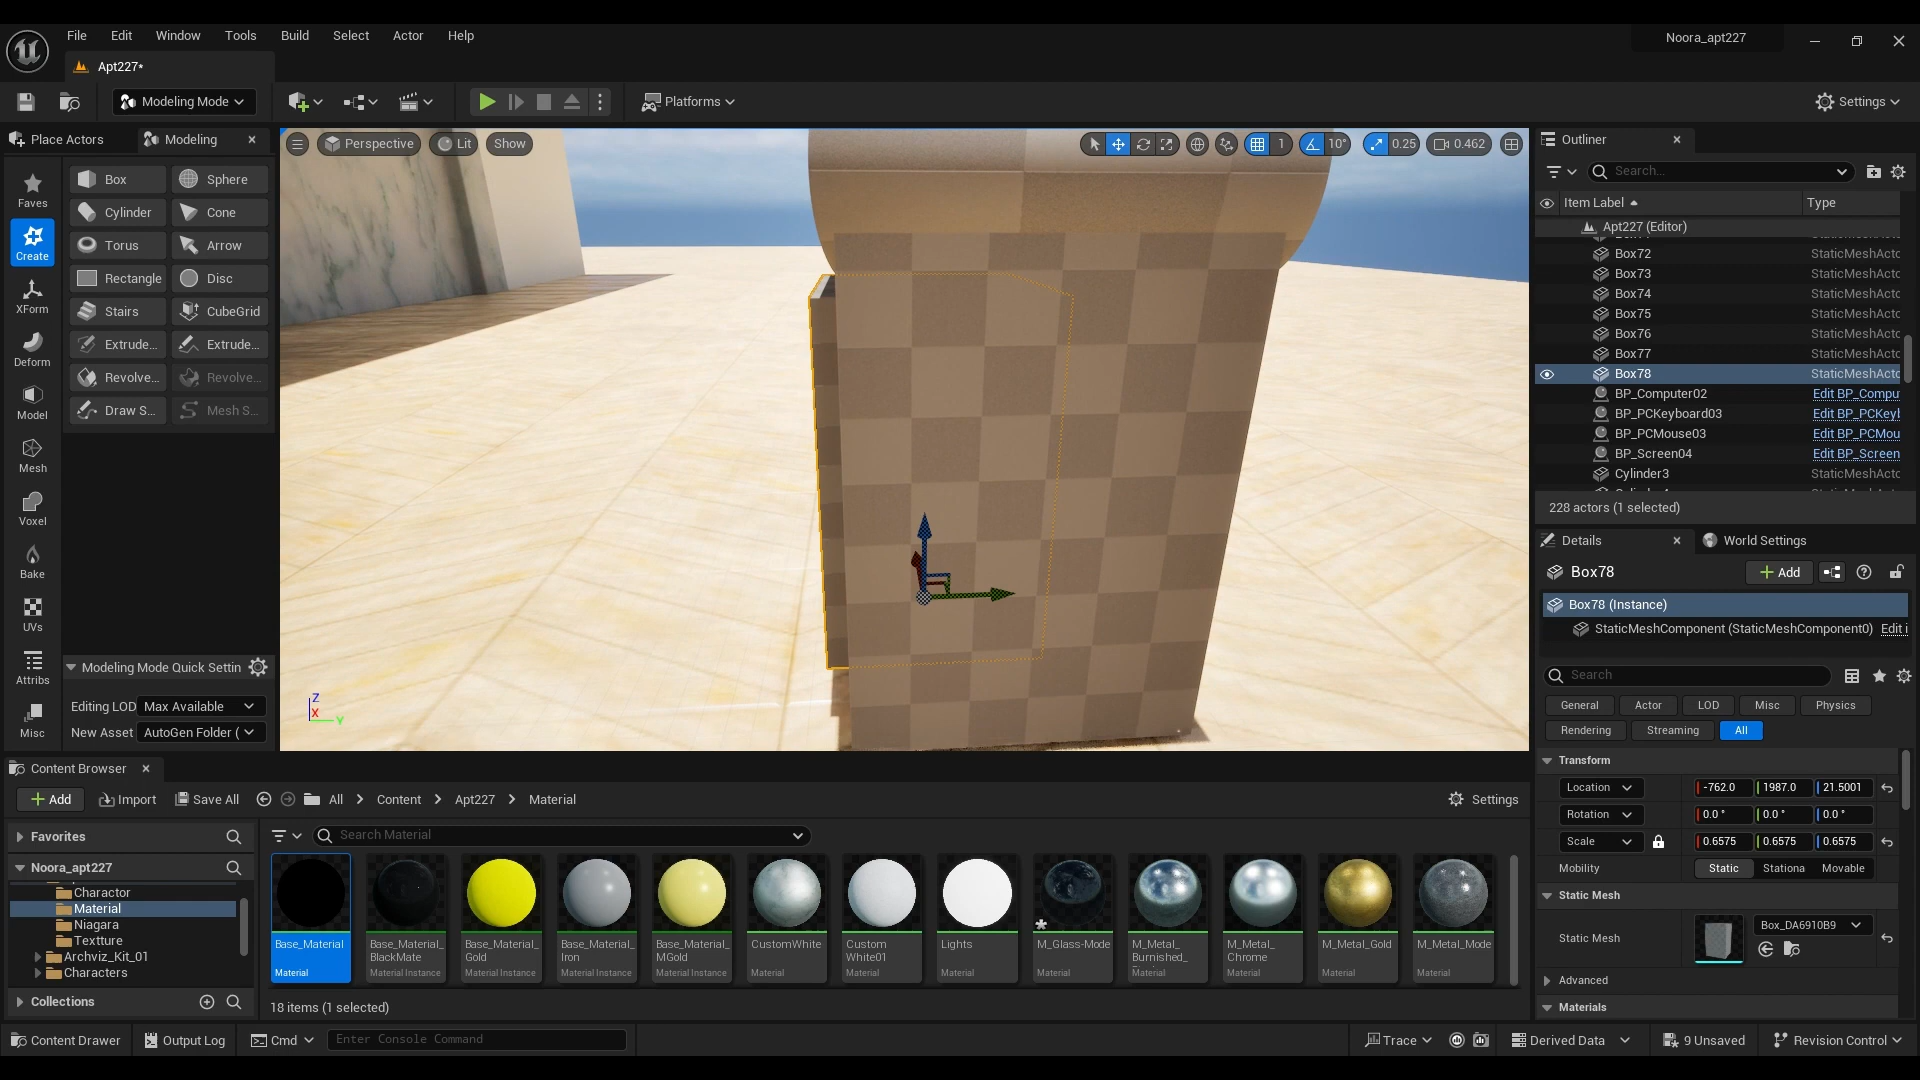 File Edit Window Tools Build Select Actor Help
Noora_apt227
Apt227*
Modeling Mode
Platforms
Settings
Place Actors
Modeling
Faves
Create
XForm
Deform
Model
Mesh
Voxel
Bake
UVs
Attribs
Misc
Box Sphere
Cylinder Cone
Torus Arrow
Rectangle Disc
Stairs CubeGrid
Extrude... Extrude...
Revolve... Revolve...
Draw S... Mesh S...
Modeling Mode Quick Settin
Editing LOD Max Available
New Asset AutoGen Folder (
Perspective Lit Show
1 10° 0.25 0.462
Z
X Y
Outliner
Search...
Item Label Type
Apt227 (Editor)
Box72 StaticMeshActo
Box73 StaticMeshActo
Box74 StaticMeshActo
Box75 StaticMeshActo
Box76 StaticMeshActo
Box77 StaticMeshActo
Box78 StaticMeshActo
BP_Computer02 Edit BP_Compu
BP_PCKeyboard03 Edit BP_PCKey
BP_PCMouse03 Edit BP_PCMou
BP_Screen04 Edit BP_Screen
Cylinder3 StaticMeshActo
228 actors (1 selected)
Details World Settings
Box78 Add
Box78 (Instance)
StaticMeshComponent (StaticMeshComponent0) Edit i
Search
General Actor LOD Misc Physics
Rendering Streaming All
Transform
Location -762.0 1987.0 21.5001
Rotation 0.0 ° 0.0 ° 0.0 °
Scale 0.6575 0.6575 0.6575
Mobility Static Stationa Movable
Static Mesh
Static Mesh Box_DA6910B9
Advanced
Materials
Content Browser
Add Import Save All All Content Apt227 Material Settings
Favorites
Noora_apt227
Charactor
Material
Niagara
Textture
Archviz_Kit_01
Characters
Collections
Search Material
Base_Material
Material
Base_Material_
BlackMate
Material Instance
Base_Material_
Gold
Material Instance
Base_Material_
Iron
Material Instance
Base_Material_
MGold
Material Instance
CustomWhite
Material
Custom
White01
Material
Lights
Material
M_Glass-Mode
Material
M_Metal_
Burnished_
Material
M_Metal_
Chrome
Material
M_Metal_Gold
Material
M_Metal_Mode
Material
18 items (1 selected)
Content Drawer Output Log Cmd Enter Console Command
Trace Derived Data 9 Unsaved Revision Control